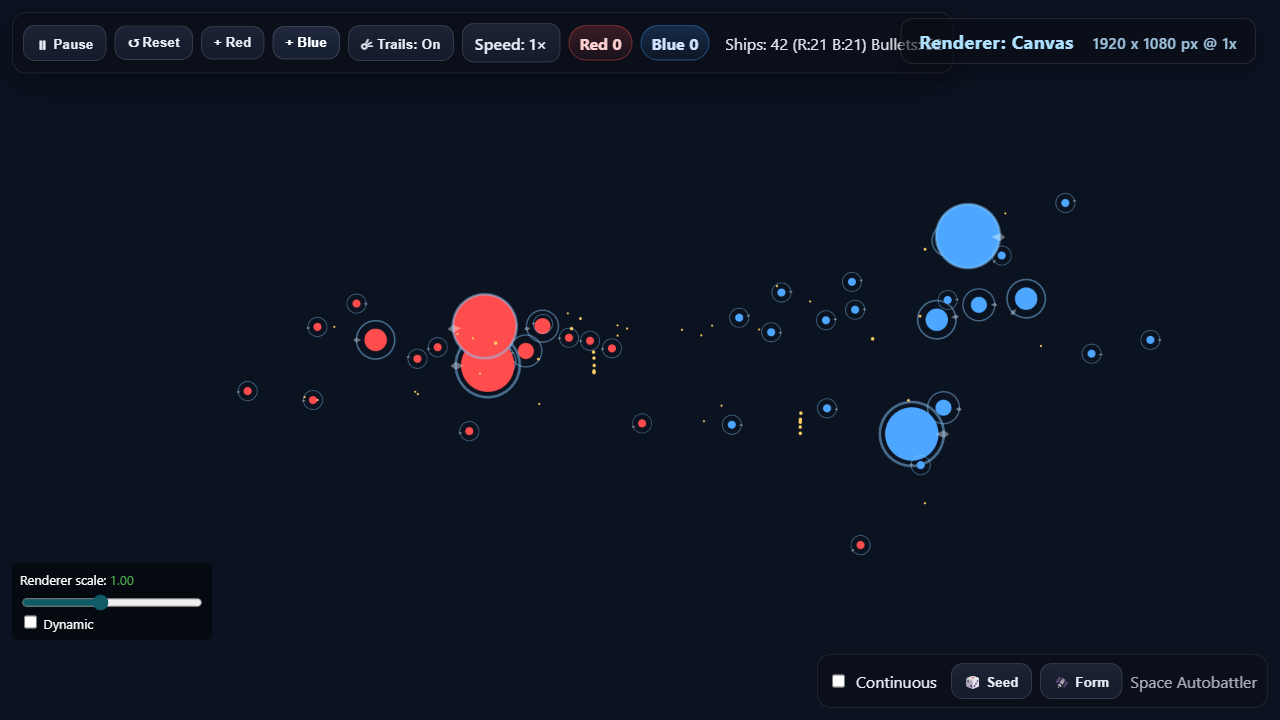 Pause
Reset
+ Red
+ Blue
Trails: On
Speed: 1×
Red 0
Blue 0
Ships: 42 (R:21 B:21) Bullets:
Renderer: Canvas
1920 x 1080 px @ 1x
Renderer scale: 1.00
Dynamic
Continuous
Seed
Form
Space Autobattler